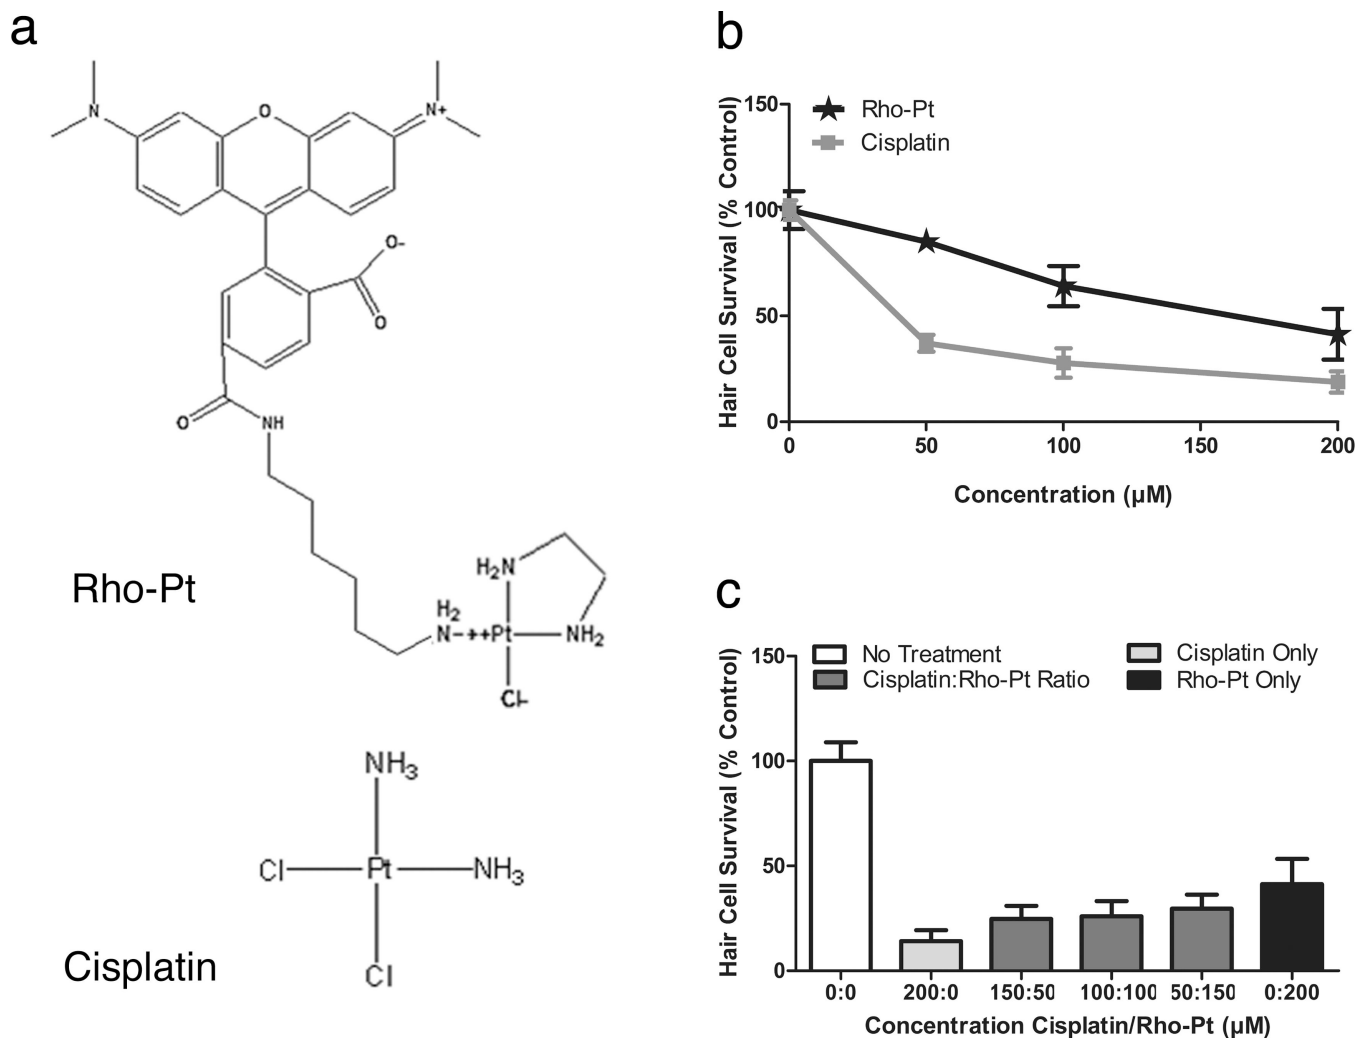 a
N
O
N+
O-
O
O
NH
H₂N
H₂
N-++Pt
NH₂
Cl-
Rho-Pt
NH₃
Cl
Pt
NH₃
Cl
Cisplatin
b
Rho-Pt
Cisplatin
Hair Cell Survival (% Control)
150
100
50
0
0 50 100 150 200
Concentration (µM)
c
No Treatment
Cisplatin:Rho-Pt Ratio
Cisplatin Only
Rho-Pt Only
Hair Cell Survival (% Control)
150
100
50
0
0:0 200:0 150:50 100:100 50:150 0:200
Concentration Cisplatin/Rho-Pt (µM)